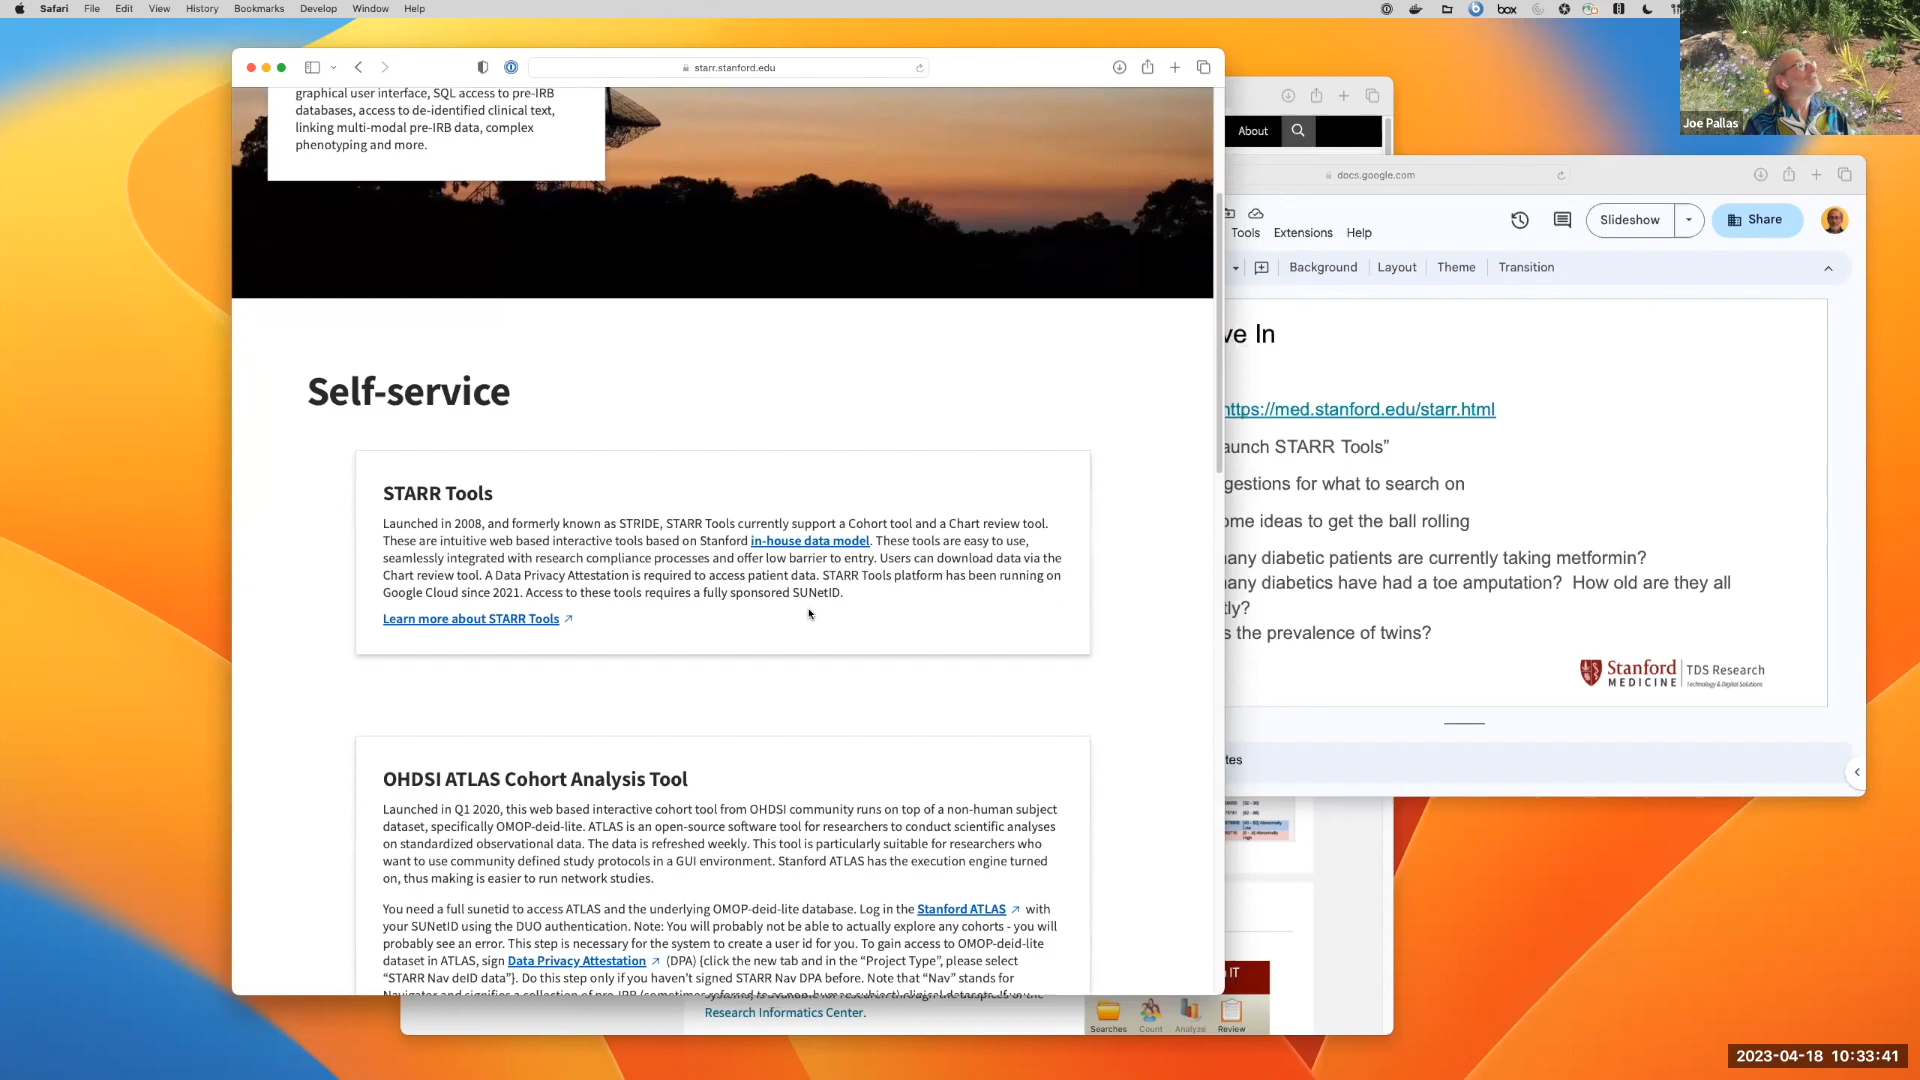 Safari File Edit View History Bookmarks Develop Window Help
box
starr.stanford.edu
graphical user interface, SQL access to pre-IRB
databases, access to de-identified clinical text,
linking multi-modal pre-IRB data, complex
phenotyping and more.
Self-service
STARR Tools
Launched in 2008, and formerly known as STRIDE, STARR Tools currently support a Cohort tool and a Chart review tool.
These are intuitive web based interactive tools based on Stanford in-house data model. These tools are easy to use,
seamlessly integrated with research compliance processes and offer low barrier to entry. Users can download data via the
Chart review tool. A Data Privacy Attestation is required to access patient data. STARR Tools platform has been running on
Google Cloud since 2021. Access to these tools requires a fully sponsored SUNetID.
Learn more about STARR Tools
OHDSI ATLAS Cohort Analysis Tool
Launched in Q1 2020, this web based interactive cohort tool from OHDSI community runs on top of a non-human subject
dataset, specifically OMOP-deid-lite. ATLAS is an open-source software tool for researchers to conduct scientific analyses
on standardized observational data. The data is refreshed weekly. This tool is particularly suitable for researchers who
want to use community defined study protocols in a GUI environment. Stanford ATLAS has the execution engine turned
on, thus making is easier to run network studies.
You need a full sunetid to access ATLAS and the underlying OMOP-deid-lite database. Log in the Stanford ATLAS with
your SUNetID using the DUO authentication. Note: You will probably not be able to actually explore any cohorts - you will
probably see an error. This step is necessary for the system to create a user id for you. To gain access to OMOP-deid-lite
dataset in ATLAS, sign Data Privacy Attestation (DPA) {click the new tab and in the “Project Type”, please select
“STARR Nav deID data”}. Do this step only if you haven't signed STARR Nav DPA before. Note that “Nav” stands for
Research Informatics Center.
Searches Count Analyze Review
IT
About
docs.google.com
Tools Extensions Help
Slideshow
Share
Background Layout Theme Transition
ve In
https://med.stanford.edu/starr.html
aunch STARR Tools”
gestions for what to search on
ome ideas to get the ball rolling
any diabetic patients are currently taking metformin?
any diabetics have had a toe amputation? How old are they all
tly?
s the prevalence of twins?
Stanford MEDICINE
TDS Research
Technology & Digital Solutions
tes
Joe Pallas
2023-04-18 10:33:41